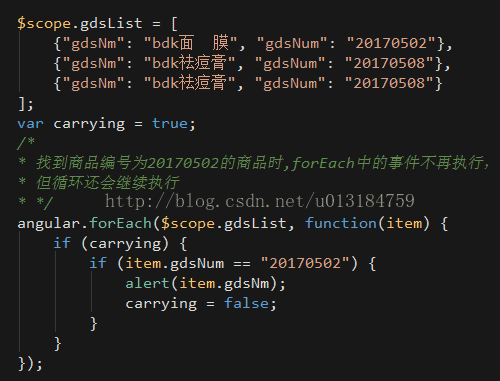 $scope.gdsList = [
    {"gdsNm": "bdk面  膜", "gdsNum": "20170502"},
    {"gdsNm": "bdk祛痘膏", "gdsNum": "20170508"},
    {"gdsNm": "bdk祛痘膏", "gdsNum": "20170508"}
];
var carrying = true;
/*
* 找到商品编号为20170502的商品时,forEach中的事件不再执行，
* 但循环还会继续执行
* */
http://blog.csdn.net/u013184759
angular.forEach($scope.gdsList, function(item) {
    if (carrying) {
        if (item.gdsNum == "20170502") {
            alert(item.gdsNm);
            carrying = false;
        }
    }
});